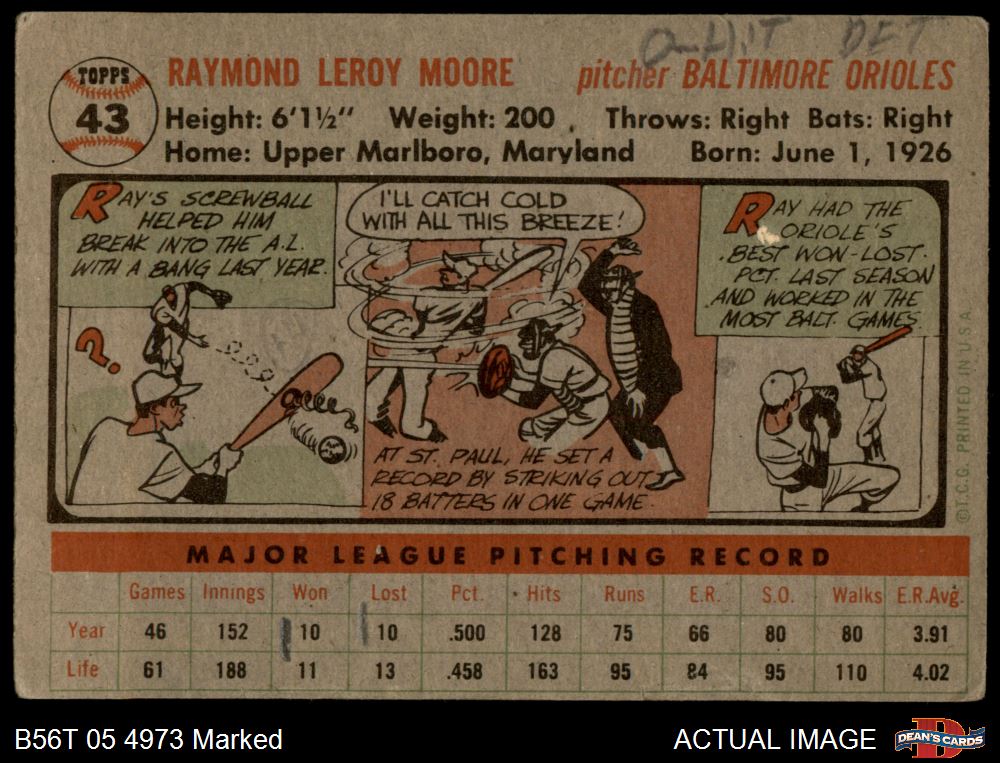 O-HIT DET
TOPPS
43
RAYMOND LEROY MOORE pitcher BALTIMORE ORIOLES
Height: 6'1½" Weight: 200 Throws: Right Bats: Right
Home: Upper Marlboro, Maryland Born: June 1, 1926
RAY'S SCREWBALL
HELPED HIM
BREAK INTO THE A.L.
WITH A BANG LAST YEAR.
?
I'LL CATCH COLD
WITH ALL THIS BREEZE!
AT ST. PAUL, HE SET A
RECORD BY STRIKING OUT
18 BATTERS IN ONE GAME.
RAY HAD THE
ORIOLE'S
BEST WON-LOST
PCT. LAST SEASON
AND WORKED IN THE
MOST BALT. GAMES.
©T.C.G. PRINTED IN U.S.A.
MAJOR LEAGUE PITCHING RECORD
Games Innings Won Lost Pct. Hits Runs E.R. S.O. Walks E.R.Avg.
Year 46 152 10 10 .500 128 75 66 80 80 3.91
Life 61 188 11 13 .458 163 95 84 95 110 4.02
B56T 05 4973 Marked ACTUAL IMAGE DEAN'S CARDS